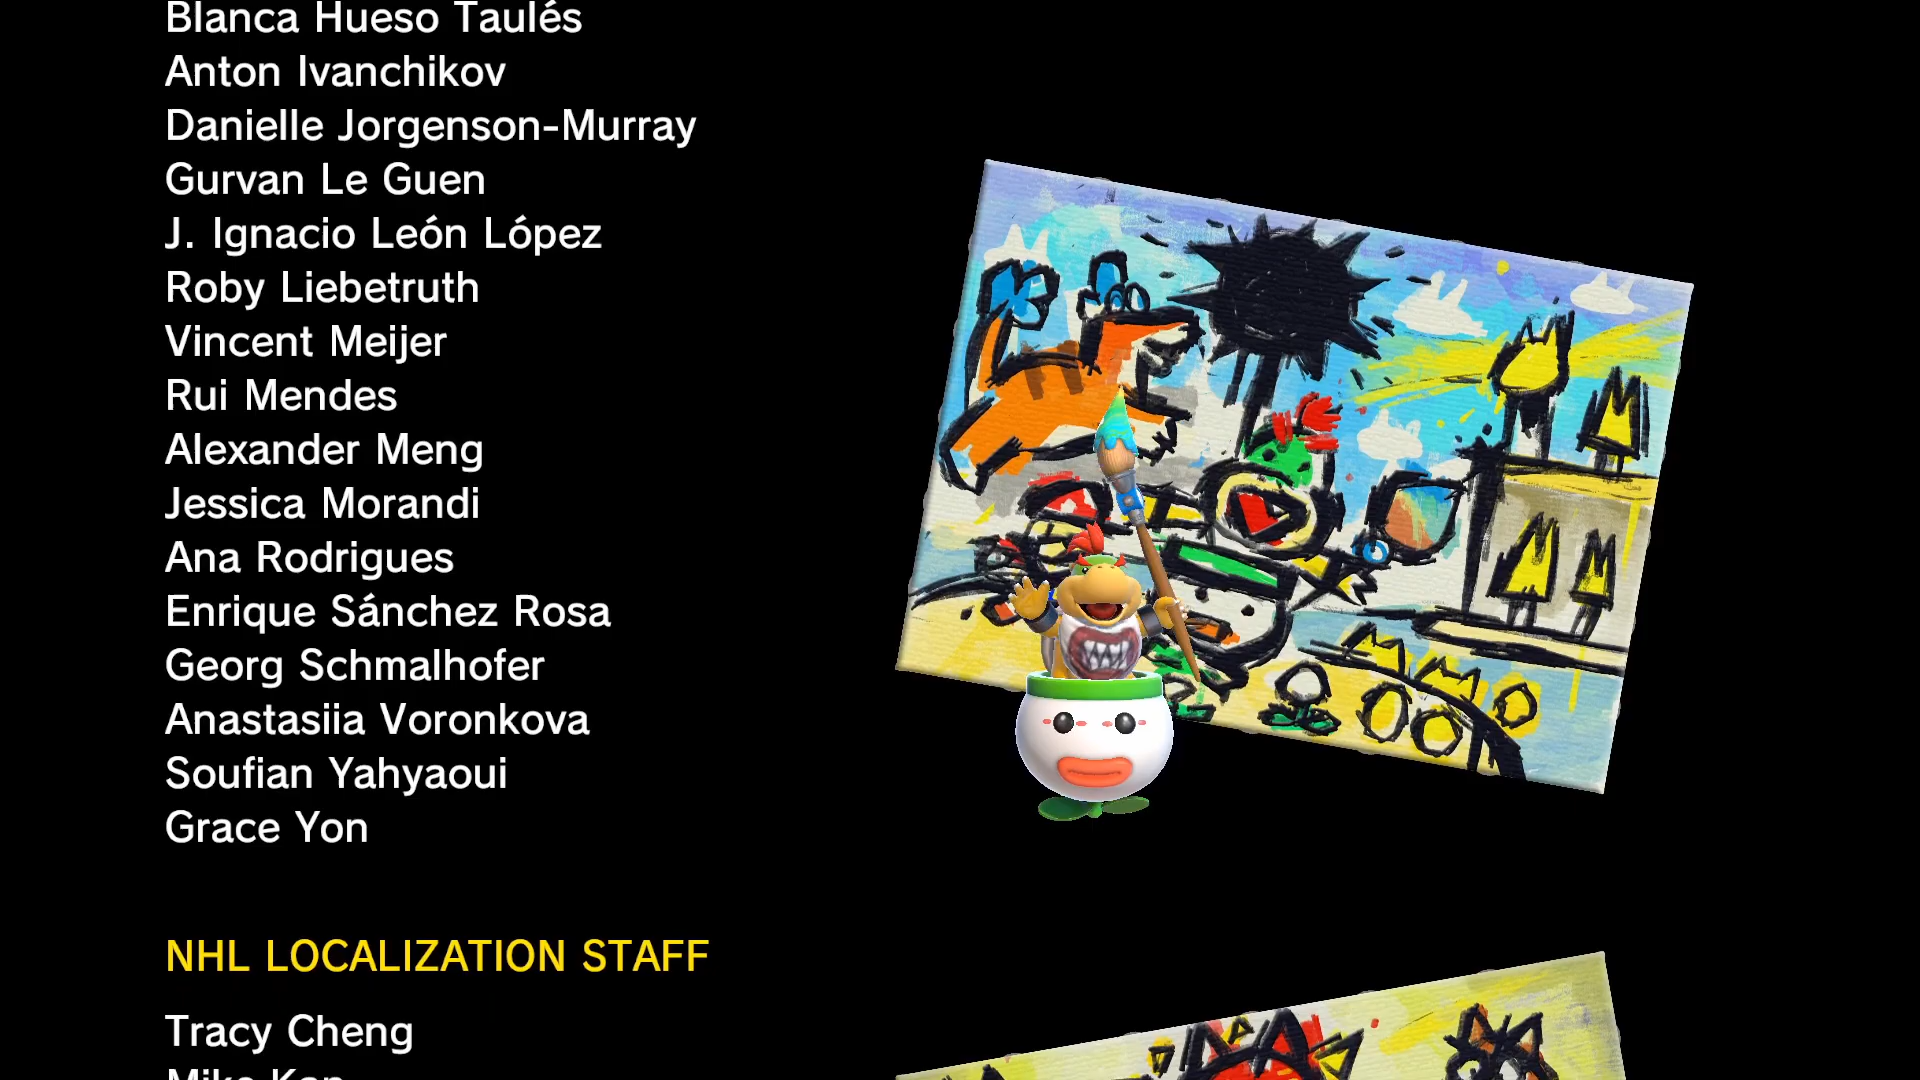 Blanca Hueso Taulés
Anton Ivanchikov
Danielle Jorgenson-Murray
Gurvan Le Guen
J. Ignacio León López
Roby Liebetruth
Vincent Meijer
Rui Mendes
Alexander Meng
Jessica Morandi
Ana Rodrigues
Enrique Sánchez Rosa
Georg Schmalhofer
Anastasiia Voronkova
Soufian Yahyaoui
Grace Yon
NHL LOCALIZATION STAFF
Tracy Cheng
Mike Kan